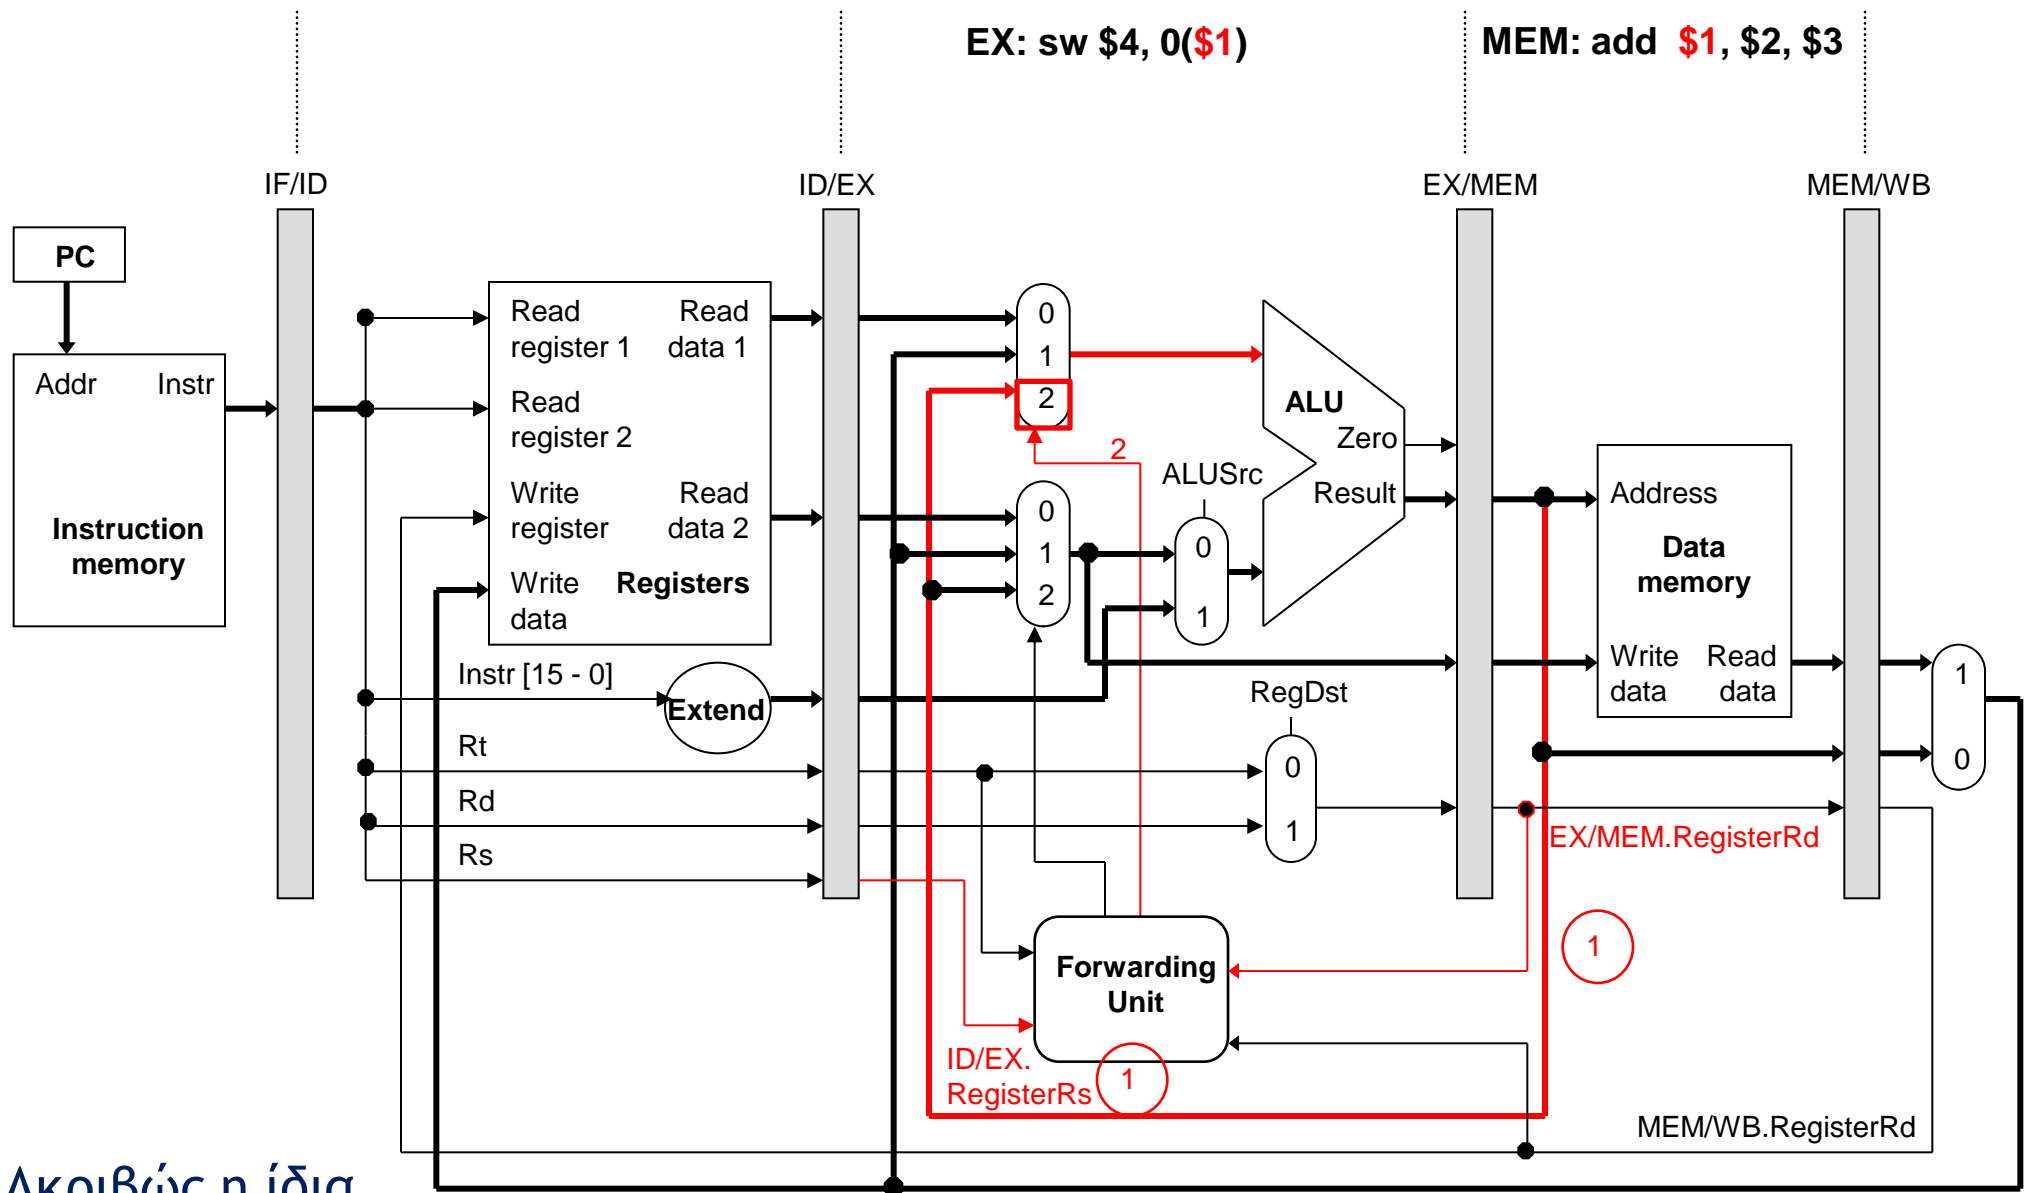 EX: sw $4, 0($1)
MEM: add $1, $2, $3
IF/ID
ID/EX
EX/MEM
MEM/WB
PC
Addr Instr
Instruction
memory
Read
register 1
Read
data 1
Read
register 2
Write
register
Read
data 2
Write
data
Registers
Instr [15 - 0]
Extend
Rt
Rd
Rs
0
1
2
2
0
1
2
ALUSrc
0
1
ALU
Zero
Result
RegDst
0
1
Address
Data
memory
Write
data
Read
data
1
0
EX/MEM.RegisterRd
1
Forwarding
Unit
ID/EX.
RegisterRs
1
MEM/WB.RegisterRd
Ακριβώς η ίδια